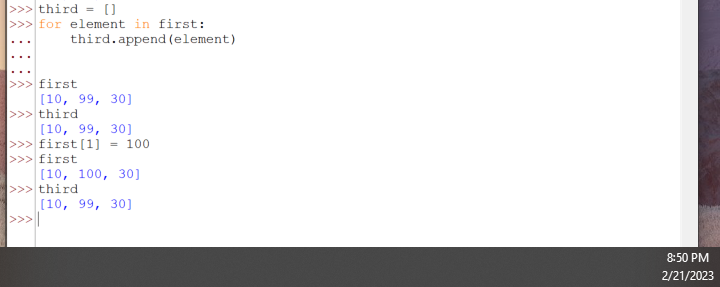 >>> third = []
>>> for element in first:
...     third.append(element)
...
...
>>> first
[10, 99, 30]
>>> third
[10, 99, 30]
>>> first[1] = 100
>>> first
[10, 100, 30]
>>> third
[10, 99, 30]
>>>
8:50 PM
2/21/2023